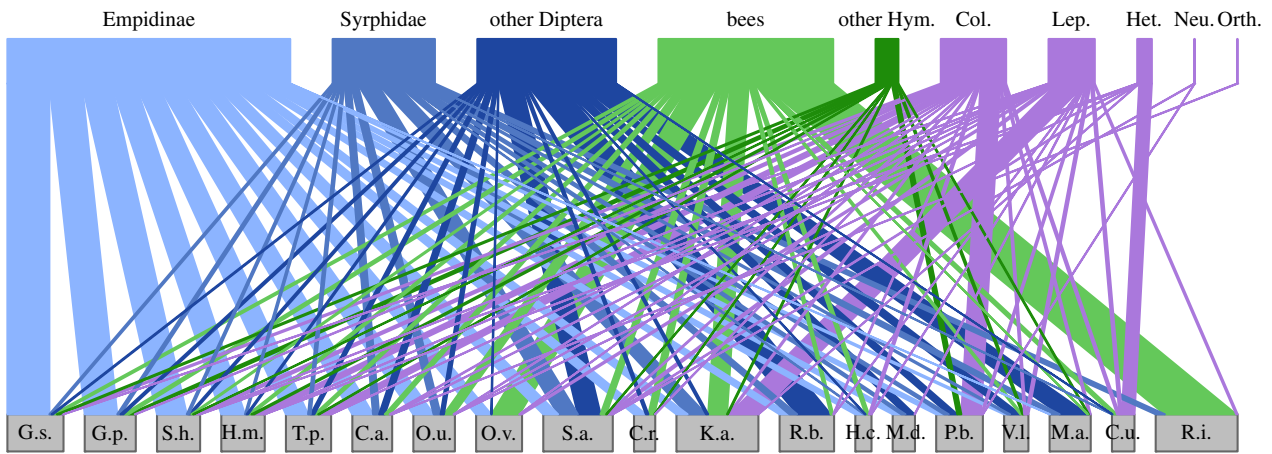 Empidinae Syrphidae other Diptera bees other Hym. Col. Lep. Het. Neu. Orth.
G.s. G.p. S.h. H.m. T.p. C.a. O.u. O.v. S.a. C.r. K.a. R.b. H.c. M.d. P.b. V.l. M.a. C.u. R.i.